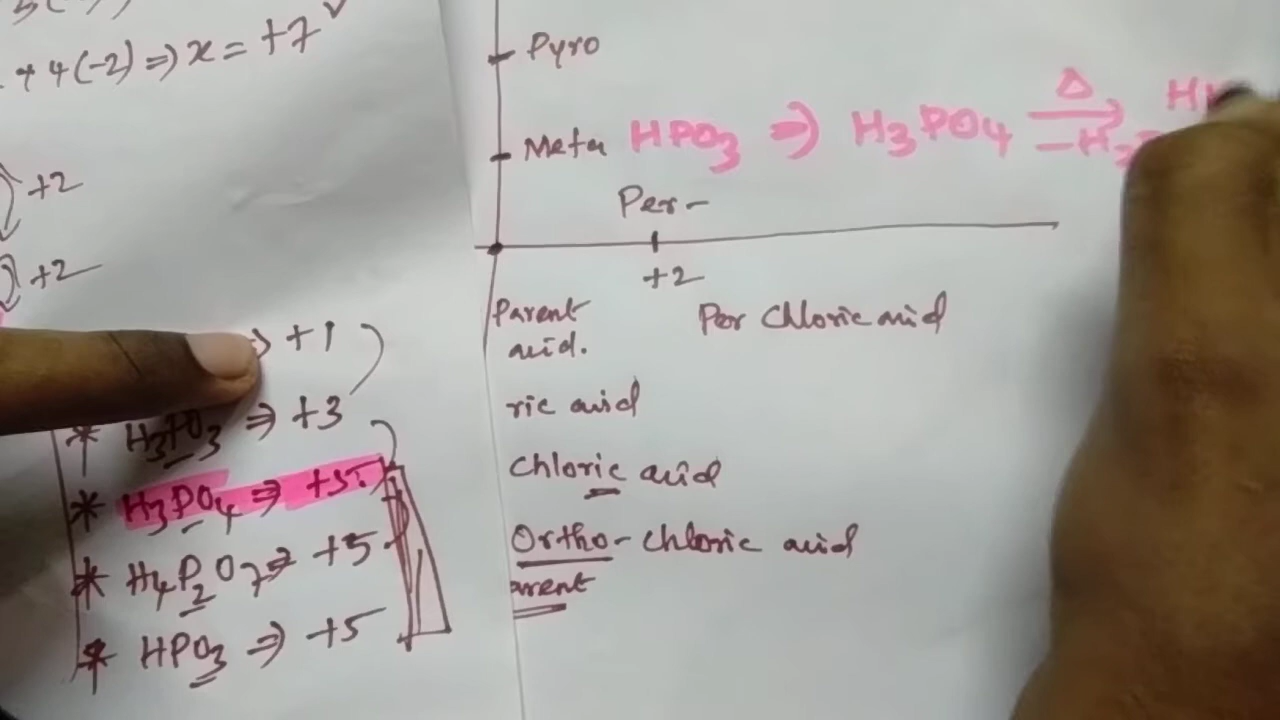 + 4(-2) => x = +7
+2
+2
=> +1
* H3PO3 => +3
* H3PO4 => +5
* H4P2O7 => +5
* HPO3 => +5
Pyro
Meta HPO3 => H3PO4 Δ → -H2
Per-
+2
Parent acid.
Per Chloric acid
ric acid
Chloric acid
Ortho-chloric acid
arent